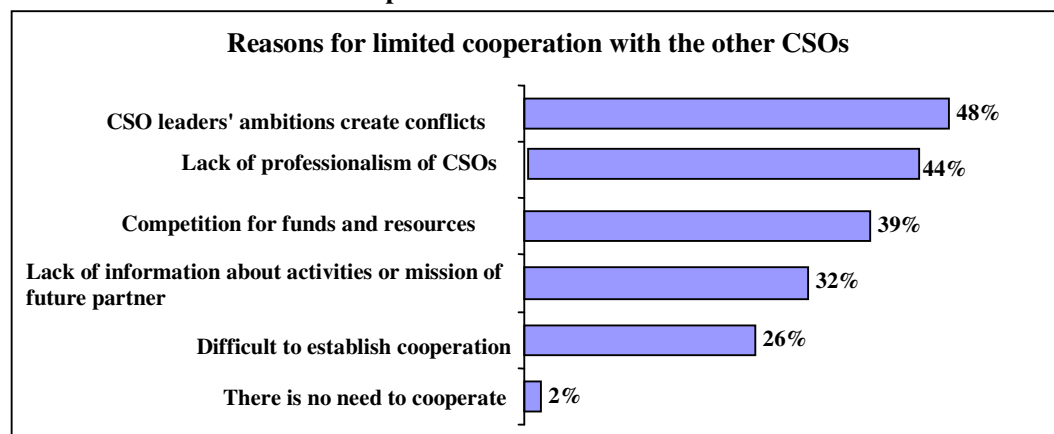 Reasons for limited cooperation with the other CSOs
CSO leaders' ambitions create conflicts
48%
Lack of professionalism of CSOs
44%
Competition for funds and resources
39%
Lack of information about activities or mission of
future partner
32%
Difficult to establish cooperation
26%
There is no need to cooperate
2%